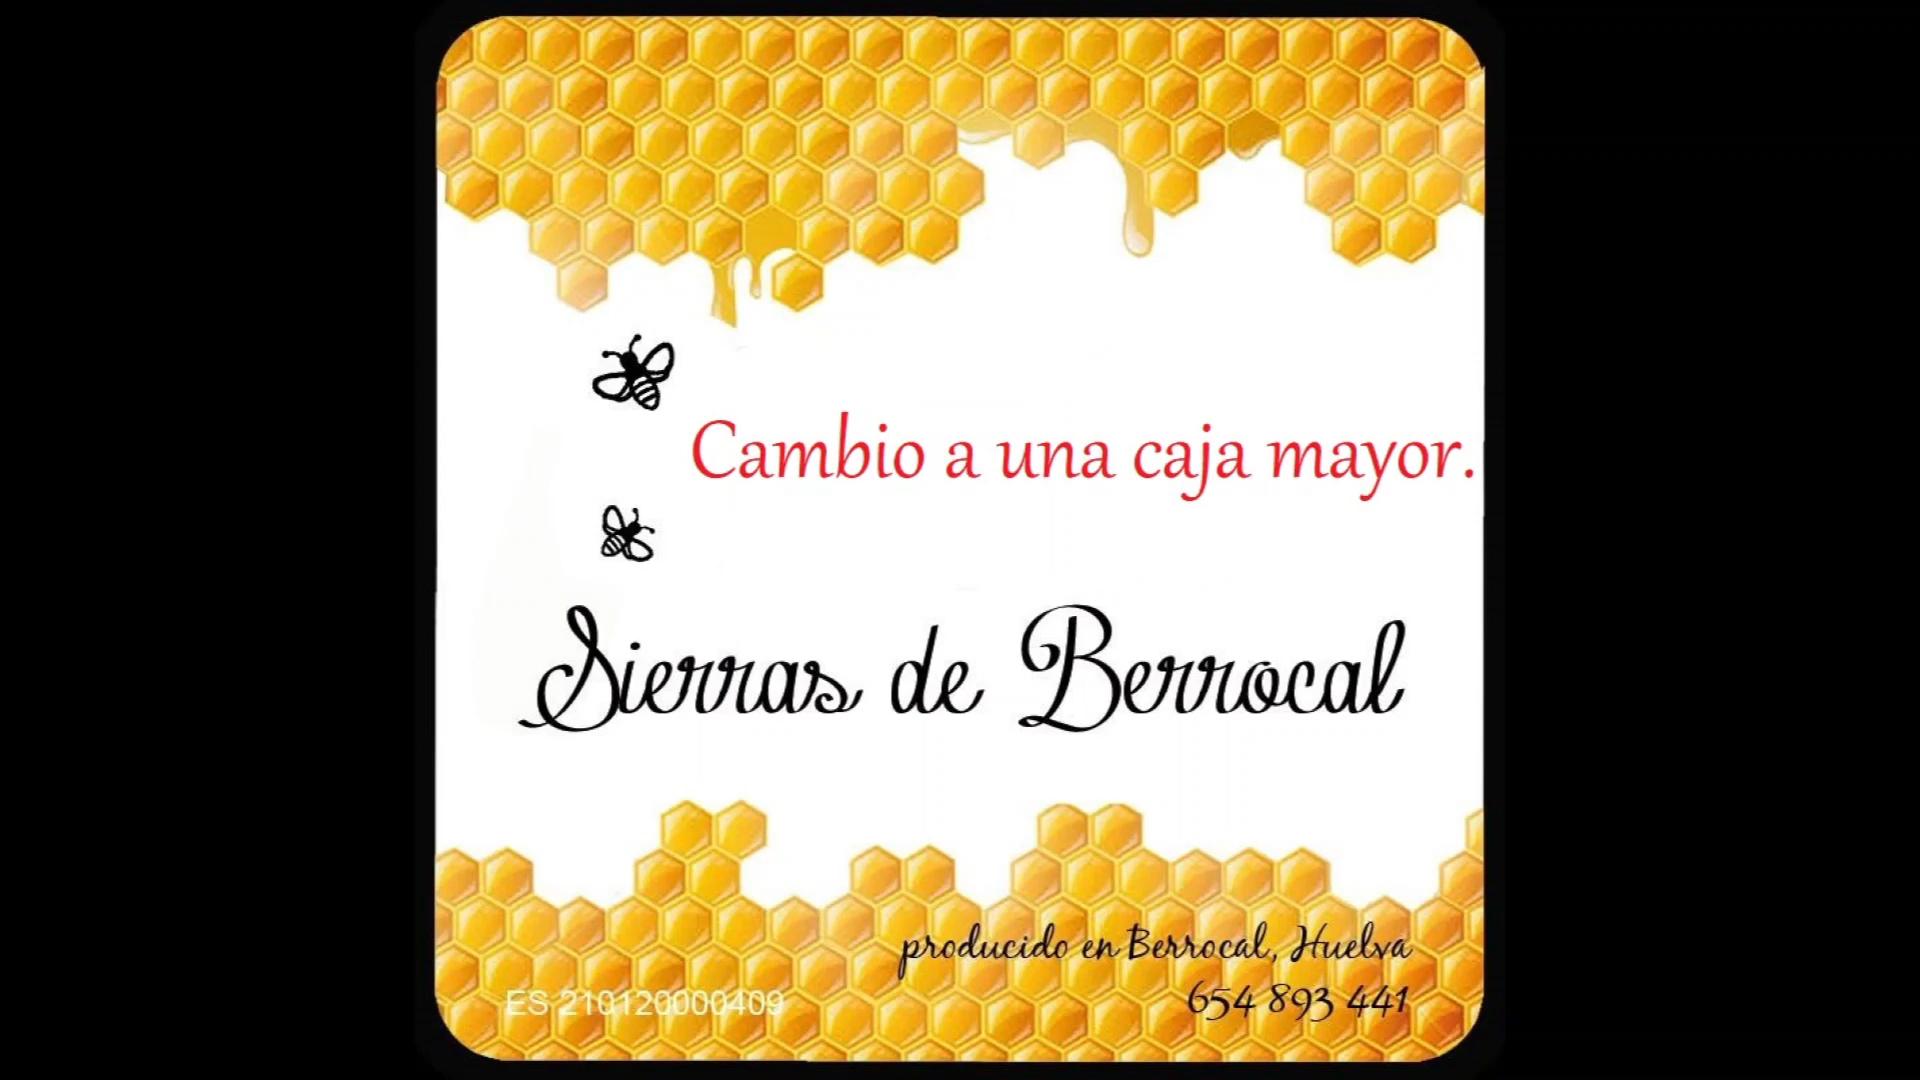 Cambio a una caja mayor.
Sierras de Berrocal
producido en Berrocal, Huelva
654 893 441
ES 210120000409